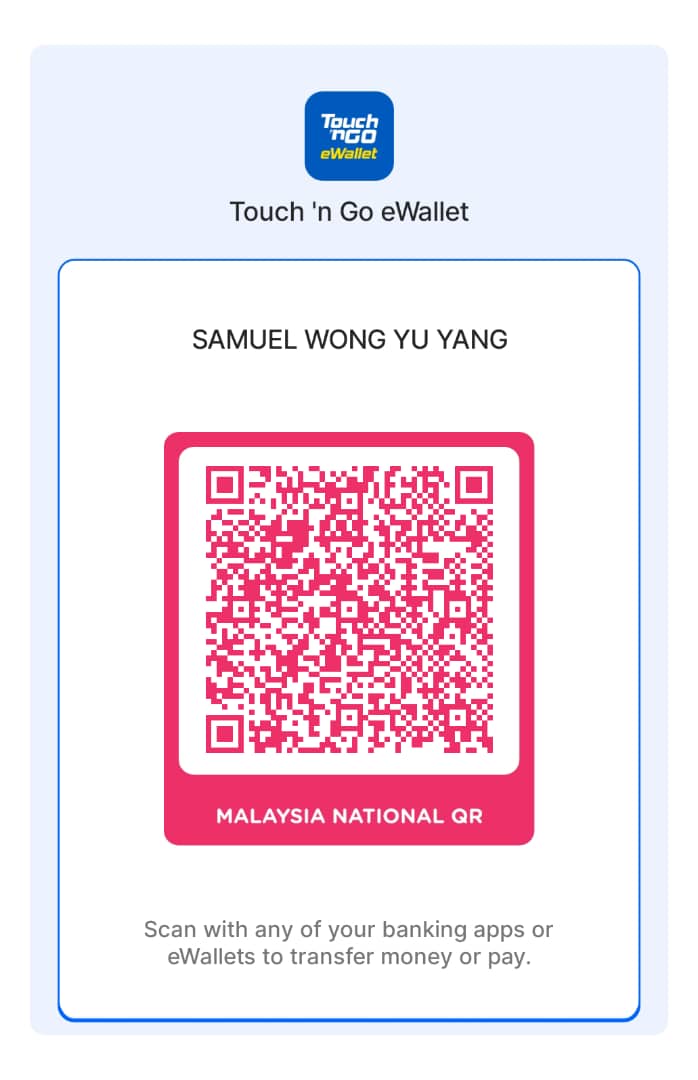 Touch
'nGO
eWallet
Touch 'n Go eWallet
SAMUEL WONG YU YANG
MALAYSIA NATIONAL QR
Scan with any of your banking apps or
eWallets to transfer money or pay.